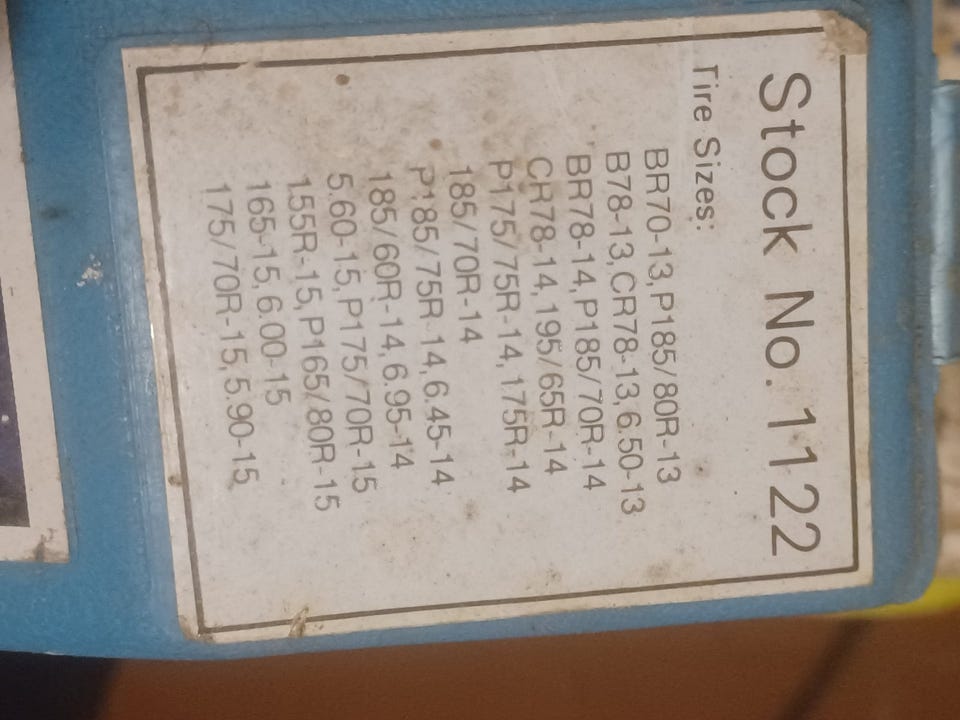 Stock No. 1122
Tire Sizes:
BR70-13,P185/80R-13
B78-13,CR78-13,6.50-13
BR78-14,P185/70R-14
CR78-14,195/65R-14
P175/75R-14,175R-14
185/70R-14
P185/75R-14,6.45-14
185/60R-14,6.95-14
5.60-15,P175/70R-15
155R-15,P165/80R-15
165-15,6.00-15
175/70R-15,5.90-15